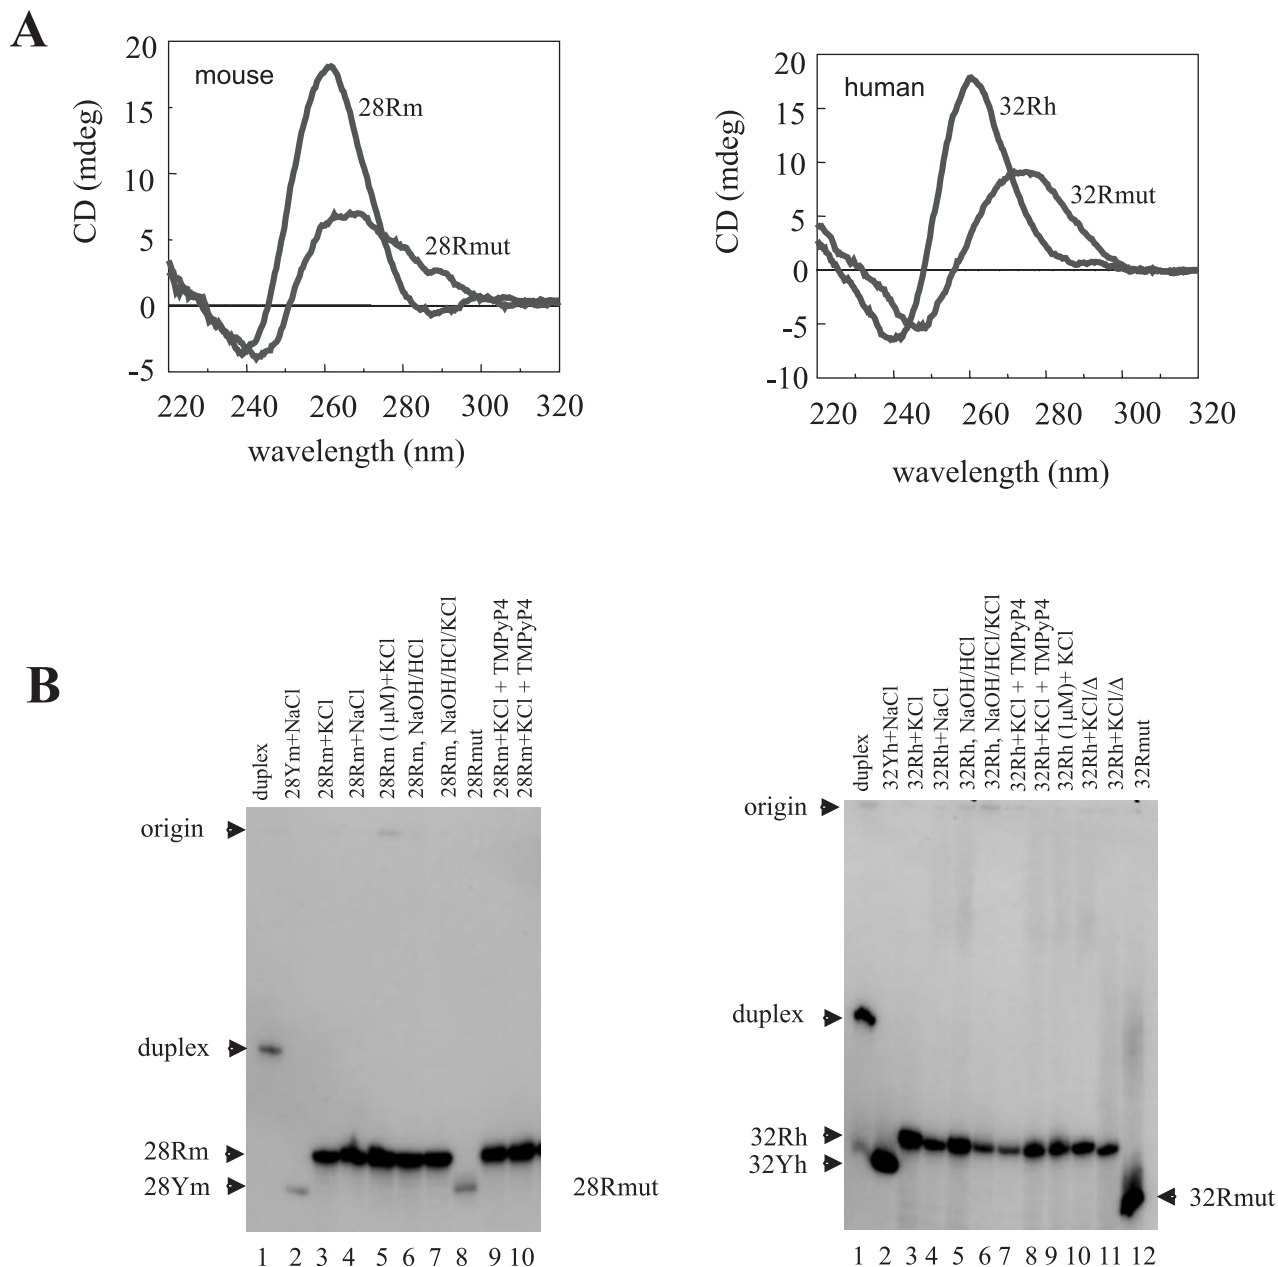 A
mouse
28Rm
28Rmut
CD (mdeg)
20
15
10
5
0
-5
220 240 260 280 300 320
wavelength (nm)
human
32Rh
32Rmut
CD (mdeg)
20
15
10
5
0
-5
-10
220 240 260 280 300 320
wavelength (nm)
B
duplex
28Ym+NaCl
28Rm+KCl
28Rm+NaCl
28Rm (1μM)+KCl
28Rm, NaOH/HCl
28Rm, NaOH/HCl/KCl
28Rmut
28Rm+KCl + TMPyP4
28Rm+KCl + TMPyP4
origin
duplex
28Rm
28Ym
28Rmut
1 2 3 4 5 6 7 8 9 10
duplex
32Yh+NaCl
32Rh+KCl
32Rh+NaCl
32Rh, NaOH/HCl
32Rh, NaOH/HCl/KCl
32Rh+KCl + TMPyP4
32Rh+KCl + TMPyP4
32Rh (1μM)+ KCl
32Rh+KCl/Δ
32Rh+KCl/Δ
32Rmut
origin
duplex
32Rh
32Yh
32Rmut
1 2 3 4 5 6 7 8 9 10 11 12